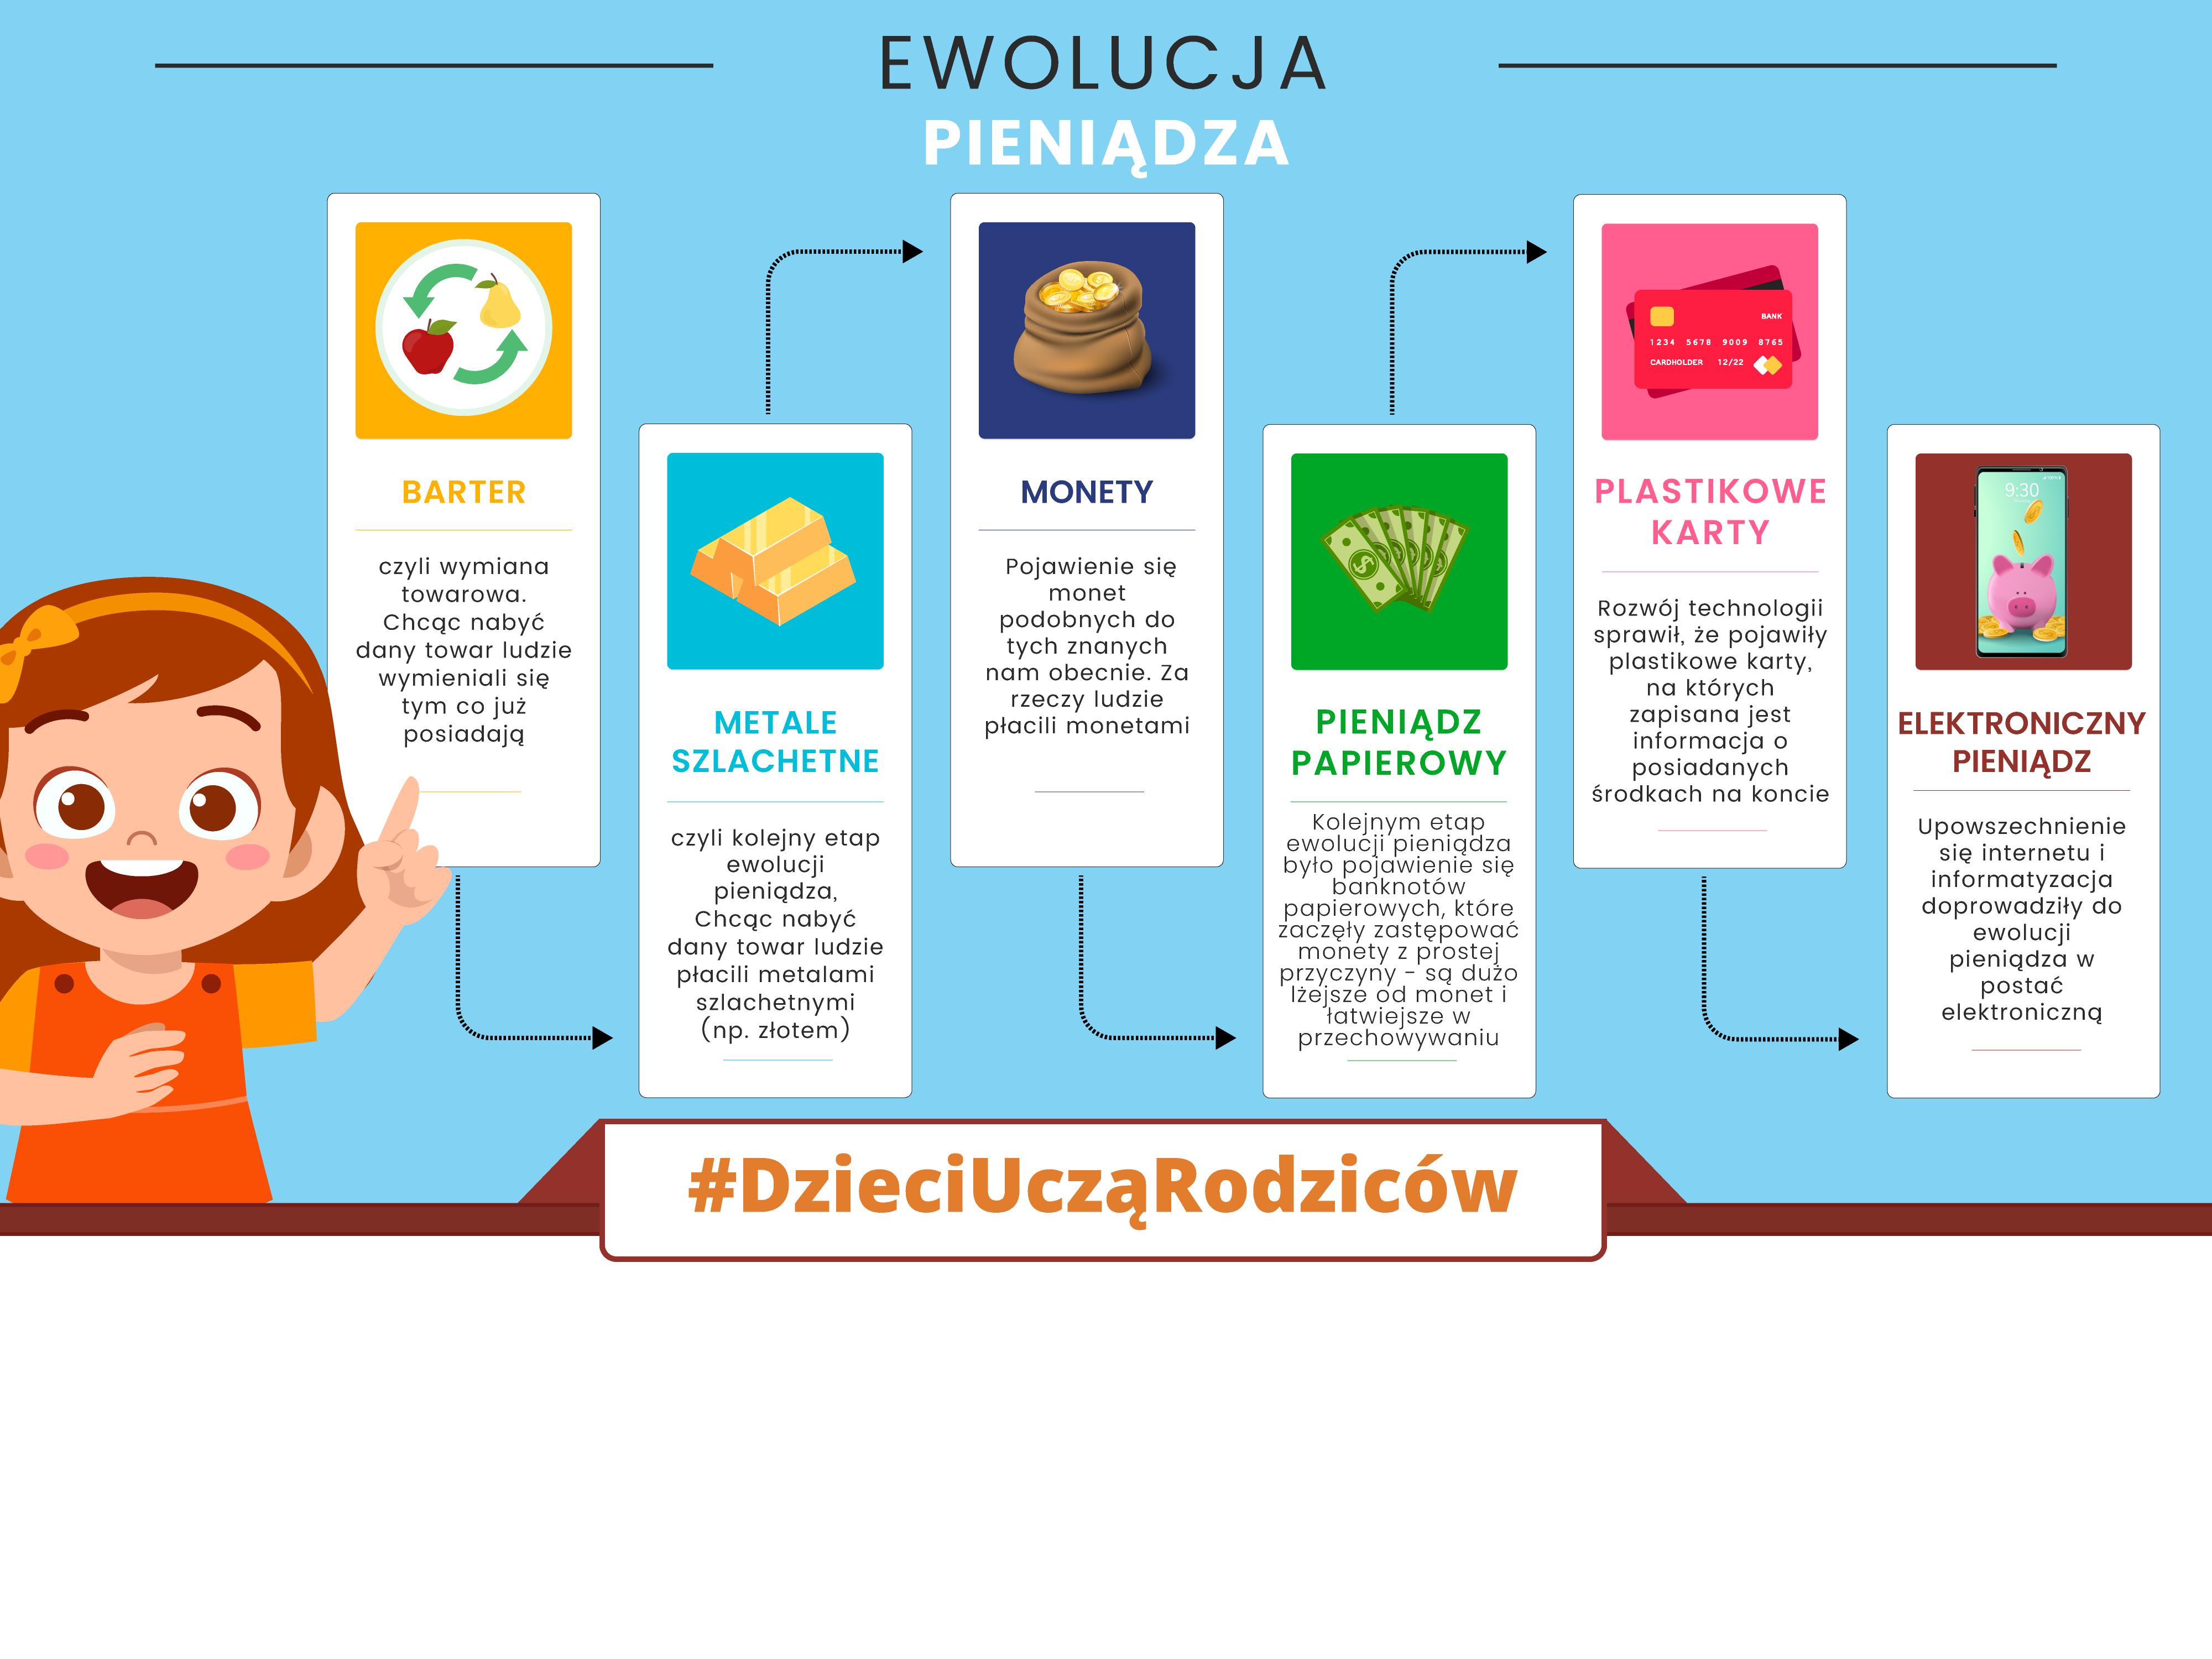 EWOLUCJA
PIENIĄDZA
BARTER
czyli wymiana
towarowa.
Chcąc nabyć
dany towar ludzie
wymieniali się
tym co już
posiadają
METALE
SZLACHETNE
czyli kolejny etap
ewolucji
pieniądza,
Chcąc nabyć
dany towar ludzie
płacili metalami
szlachetnymi
(np. złotem)
MONETY
Pojawienie się
monet
podobnych do
tych znanych
nam obecnie. Za
rzeczy ludzie
płacili monetami
PIENIĄDZ
PAPIEROWY
Kolejnym etap
ewolucji pieniądza
było pojawienie się
banknotów
papierowych, które
zaczęły zastępować
monety z prostej
przyczyny - są dużo
lżejsze od monet i
łatwiejsze w
przechowywaniu
BANK
1234 5678 9009 8765
CARDHOLDER 12/22
PLASTIKOWE
KARTY
Rozwój technologii
sprawił, że pojawiły
plastikowe karty,
na których
zapisana jest
informacja o
posiadanych
środkach na koncie
9:30
ELEKTRONICZNY
PIENIĄDZ
Upowszechnienie
się internetu i
informatyzacja
doprowadziły do
ewolucji
pieniądza w
postać
elektroniczną
#DzieciUcząRodziców